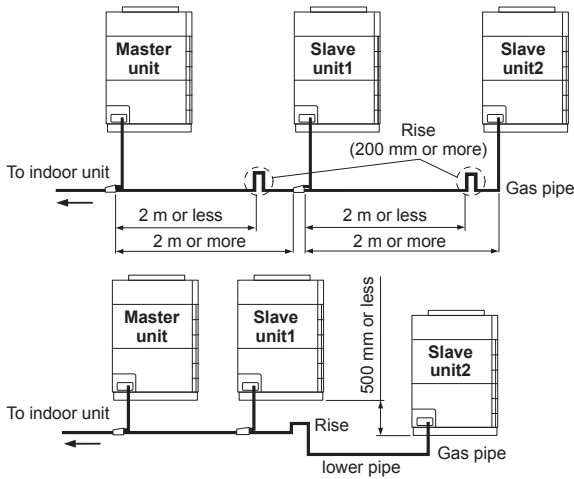 Master
unit
Slave
unit1
Slave
unit2
Rise
(200 mm or more)
To indoor unit
Gas pipe
2 m or less
2 m or less
2 m or more
2 m or more
Master
unit
Slave
unit1
500 mm or less
Slave
unit2
To indoor unit
Rise
Gas pipe
lower pipe